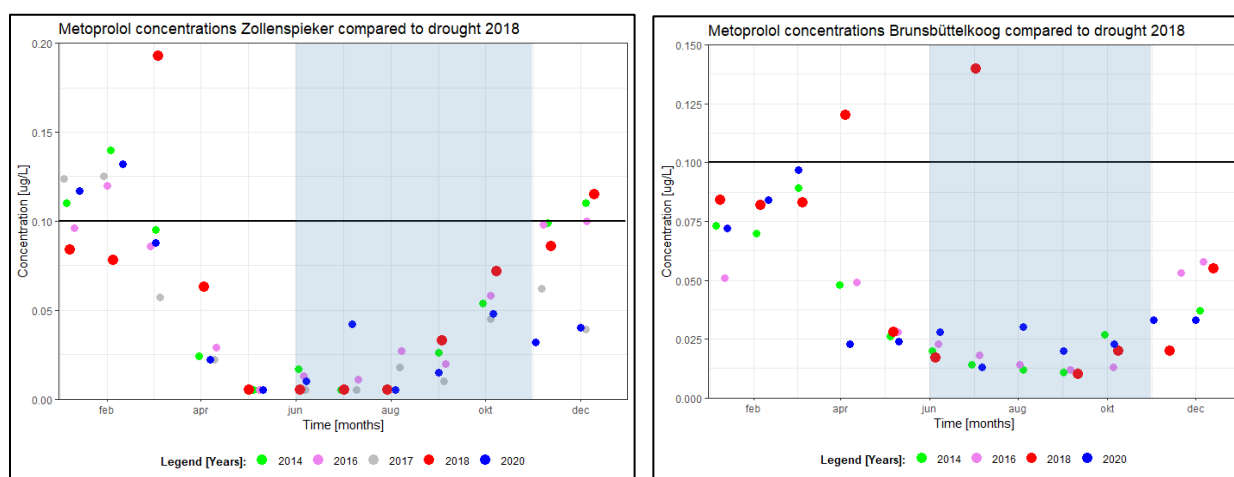 Metoprolol concentrations Zollenspieker compared to drought 2018
0.20
0.15
0.10
0.05
0.00
Concentration [ug/L]
feb apr jun aug okt dec
Time [months]
Legend [Years]: 2014 2016 2017 2018 2020
Metoprolol concentrations Brunsbüttelkoog compared to drought 2018
0.150
0.125
0.100
0.075
0.050
0.025
0.000
Concentration [ug/L]
feb apr jun aug okt dec
Time [months]
Legend [Years]: 2014 2016 2018 2020